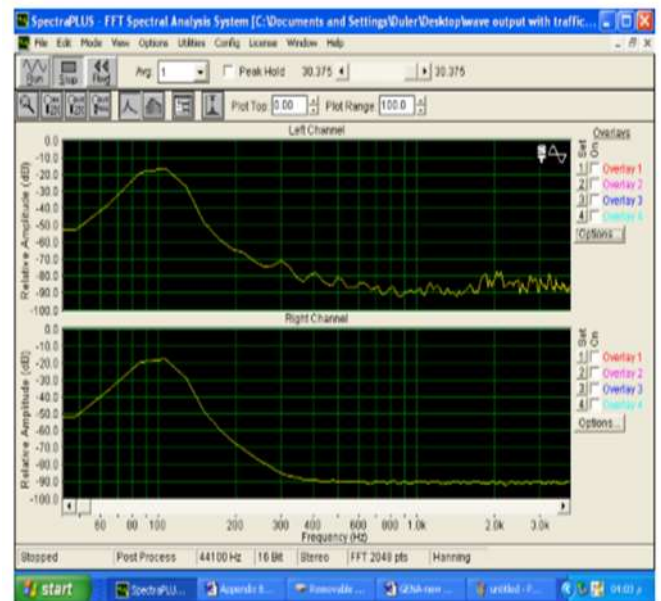 SpectraPLUS - FFT Spectral Analysis System [C:\Documents and Settings\Duler\Desktop\wave output with traffic...
File Edit Mode View Options Utilities Config License Window Help
Run Stop Avg 1 Peak Hold 30.375 30.375
Plot Top 0.00 Plot Range 100.0
Left Channel
Overlays
Set
On
Relative Amplitude (dB)
0.0
-10.0
-20.0
-30.0
-40.0
-50.0
-60.0
-70.0
-80.0
-90.0
-100.0
1 Overlay 1
2 Overlay 2
3 Overlay 3
4 Overlay 4
Options...
Right Channel
Set
On
Relative Amplitude (dB)
0.0
-10.0
-20.0
-30.0
-40.0
-50.0
-60.0
-70.0
-80.0
-90.0
-100.0
1 Overlay 1
2 Overlay 2
3 Overlay 3
4 Overlay 4
Options...
60 80 100 200 300 400 600 800 1.0k 2.0k 3.0k
Frequency (Hz)
Stopped Post Process 44100 Hz 16 Bit Stereo FFT 2048 pts Hanning
start SpectraPLU... Appendix B... Removable ... GENA-new ... untitled - P... 04:03 م